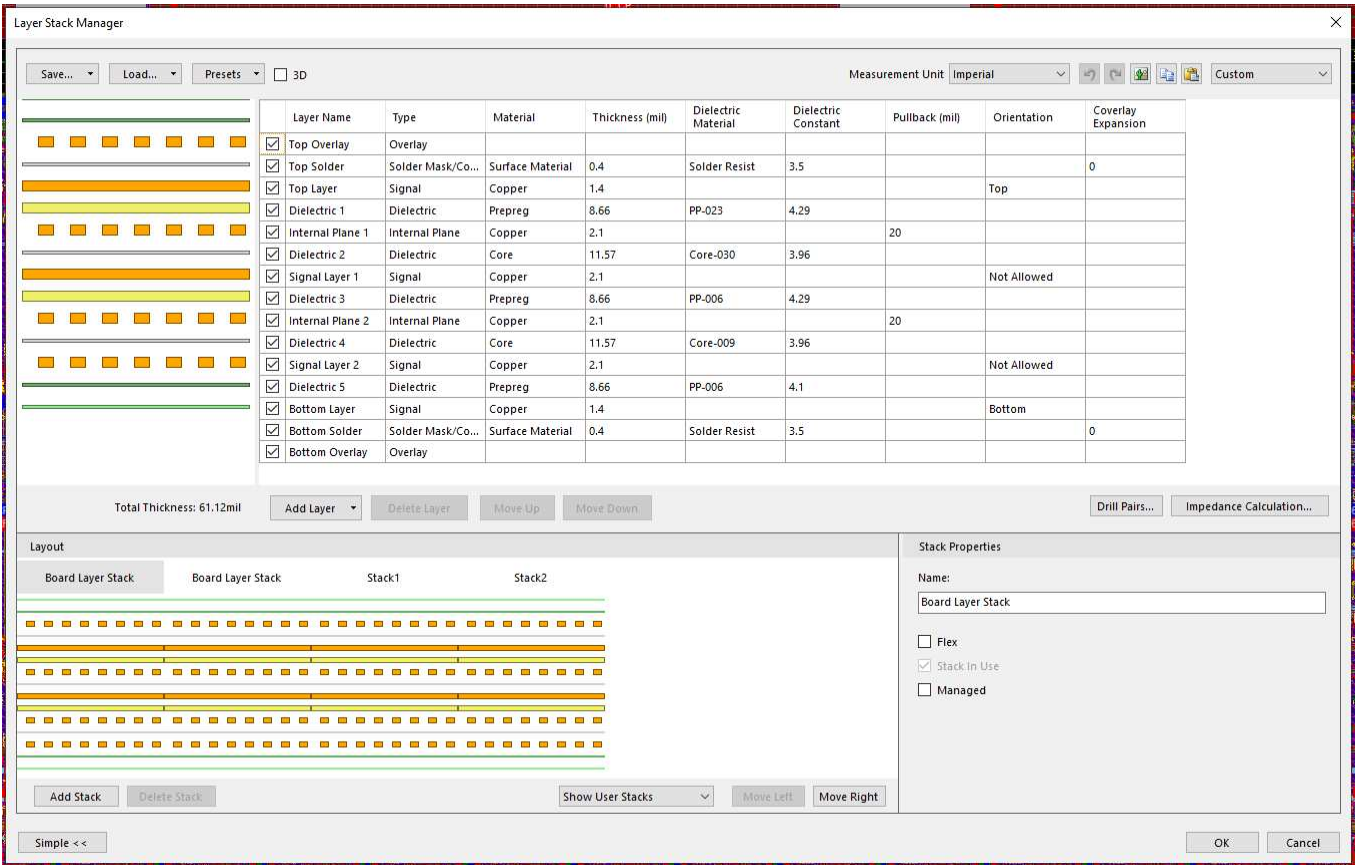 Layer Stack Manager
Save... Load... Presets 3D Measurement Unit Imperial Custom
Layer Name Type Material Thickness (mil) Dielectric Material Dielectric Constant Pullback (mil) Orientation Coverlay Expansion
Top Overlay Overlay
Top Solder Solder Mask/Co... Surface Material 0.4 Solder Resist 3.5 0
Top Layer Signal Copper 1.4 Top
Dielectric 1 Dielectric Prepreg 8.66 PP-023 4.29
Internal Plane 1 Internal Plane Copper 2.1 20
Dielectric 2 Dielectric Core 11.57 Core-030 3.96
Signal Layer 1 Signal Copper 2.1 Not Allowed
Dielectric 3 Dielectric Prepreg 8.66 PP-006 4.29
Internal Plane 2 Internal Plane Copper 2.1 20
Dielectric 4 Dielectric Core 11.57 Core-009 3.96
Signal Layer 2 Signal Copper 2.1 Not Allowed
Dielectric 5 Dielectric Prepreg 8.66 PP-006 4.1
Bottom Layer Signal Copper 1.4 Bottom
Bottom Solder Solder Mask/Co... Surface Material 0.4 Solder Resist 3.5 0
Bottom Overlay Overlay
Total Thickness: 61.12mil Add Layer Delete Layer Move Up Move Down Drill Pairs... Impedance Calculation...
Layout
Board Layer Stack Board Layer Stack Stack1 Stack2
Add Stack Delete Stack Show User Stacks Move Left Move Right
Stack Properties
Name:
Board Layer Stack
Flex
Stack In Use
Managed
Simple << OK Cancel